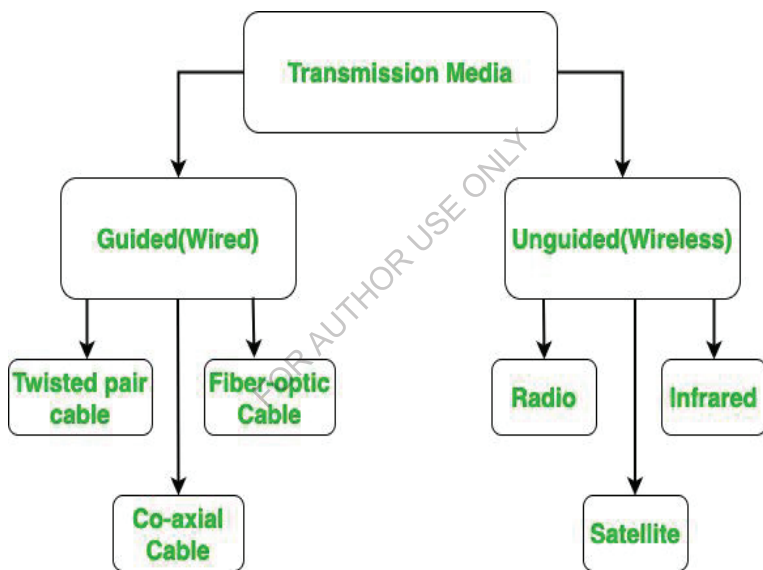 Transmission Media
Guided(Wired)
Unguided(Wireless)
FOR AUTHOR USE ONLY
Twisted pair
cable
Fiber-optic
Cable
Radio
Infrared
Co-axial
Cable
Satellite